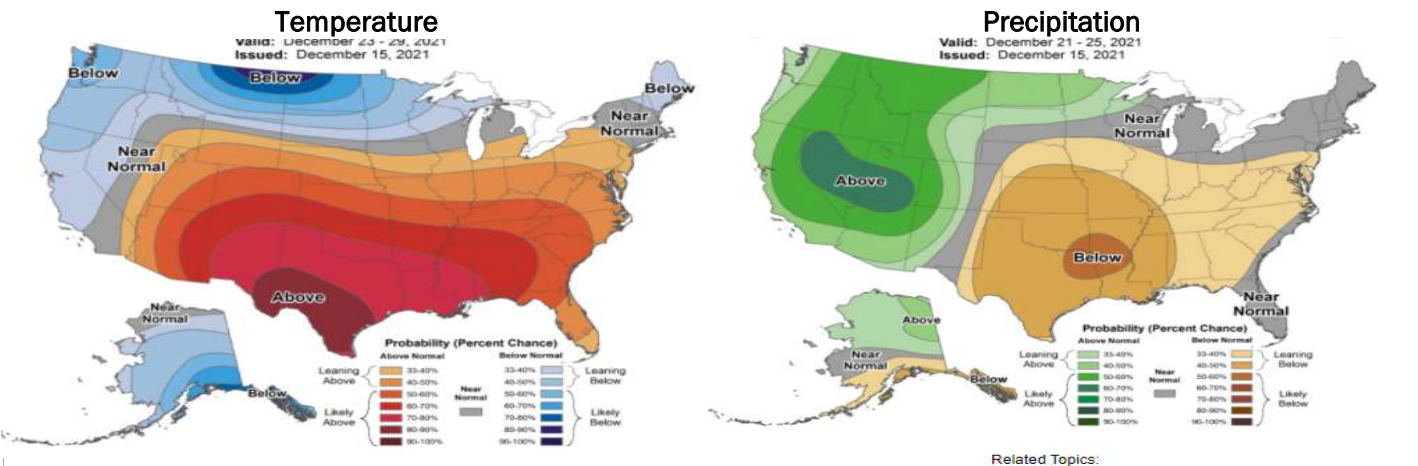 Temperature
Valid: December 23 - 29, 2021
Issued: December 15, 2021
Below
Below
Below
Near
Normal
Near
Normal
Above
Near
Normal
Below
Probability (Percent Chance)
Above Normal
Below Normal
Leaning
Above
33-40%
40-50%
Likely
Above
50-60%
60-70%
70-80%
80-90%
90-100%
Near
Normal
33-40%
40-50%
Leaning
Below
50-60%
60-70%
70-80%
80-90%
90-100%
Likely
Below
Precipitation
Valid: December 21 - 25, 2021
Issued: December 15, 2021
Near
Normal
Above
Below
Near
Normal
Above
Near
Normal
Below
Probability (Percent Chance)
Above Normal
Below Normal
Leaning
Above
33-40%
40-50%
Likely
Above
50-60%
60-70%
70-80%
80-90%
90-100%
Near
Normal
33-40%
40-50%
Leaning
Below
50-60%
60-70%
70-80%
80-90%
90-100%
Likely
Below
Related Topics: